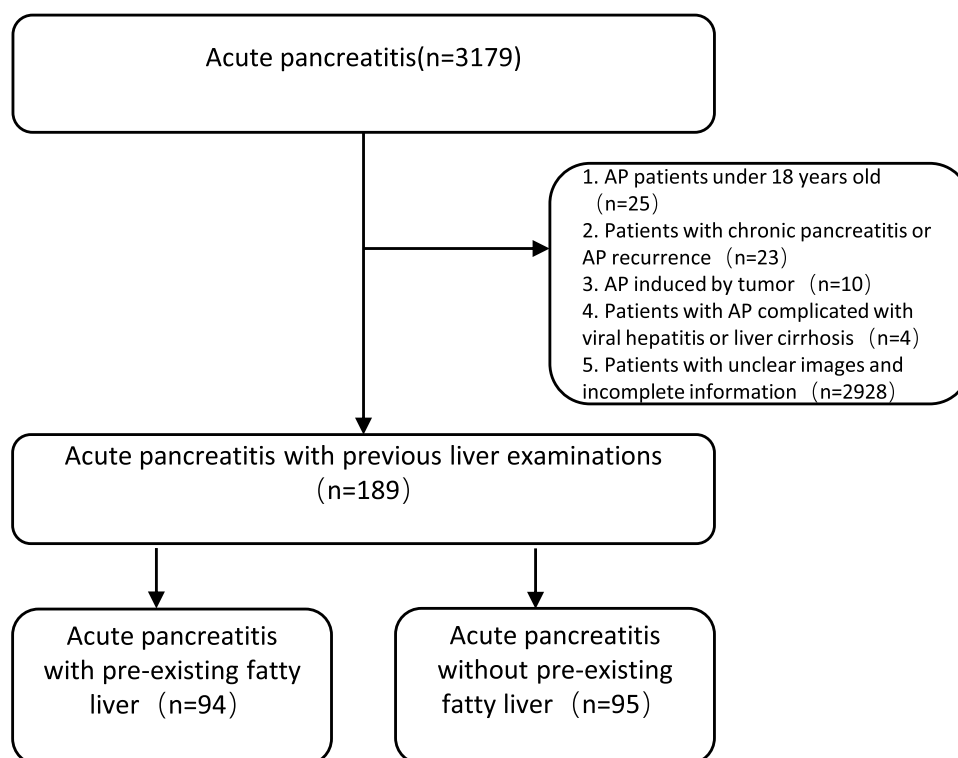 Acute pancreatitis(n=3179)
1. AP patients under 18 years old
（n=25）
2. Patients with chronic pancreatitis or
AP recurrence（n=23）
3. AP induced by tumor（n=10）
4. Patients with AP complicated with
viral hepatitis or liver cirrhosis（n=4）
5. Patients with unclear images and
incomplete information（n=2928）
Acute pancreatitis with previous liver examinations
（n=189）
Acute pancreatitis
with pre-existing fatty
liver（n=94）
Acute pancreatitis
without pre-existing
fatty liver（n=95）